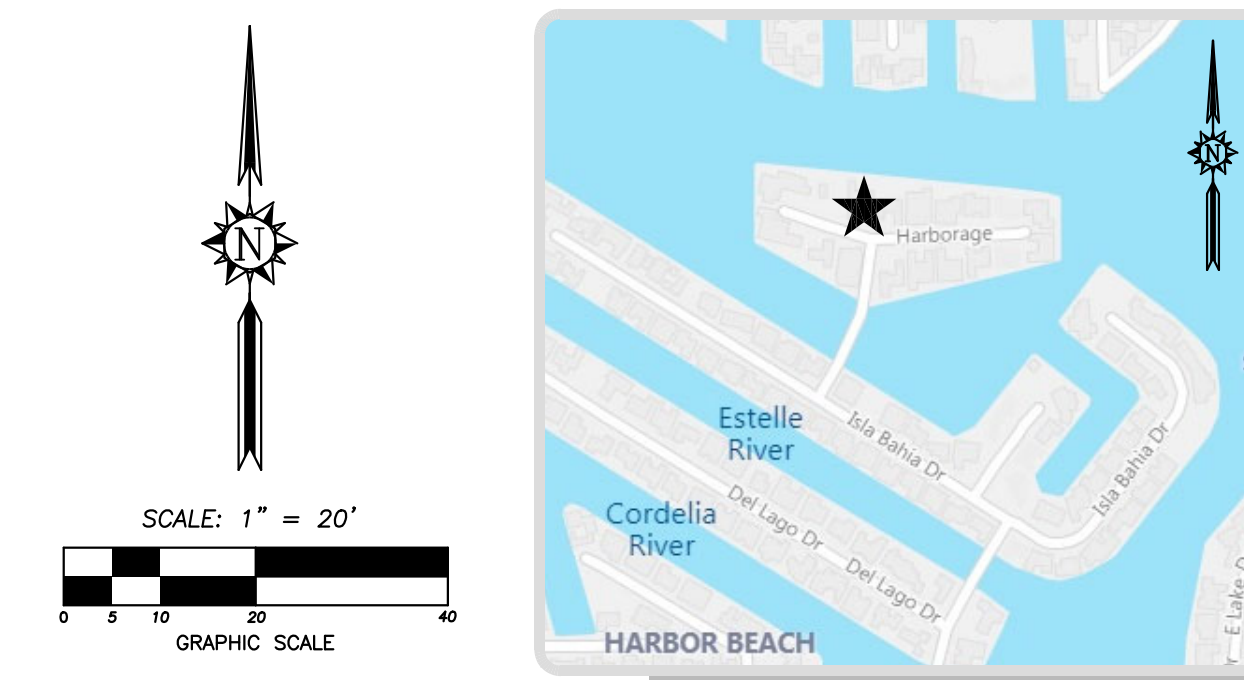 N
SCALE: 1" = 20'
0 5 10 20 40
GRAPHIC SCALE
N
Harborage
Estelle
River
Isla Bahia Dr
Isla Bahia Dr
Cordelia
River
Del Lago Dr
Del Lago Dr
E Lake D
HARBOR BEACH